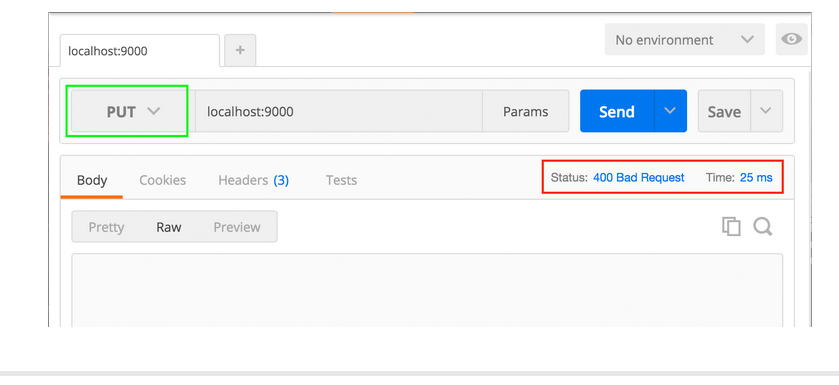 localhost:9000 +
No environment
PUT localhost:9000 Params Send Save
Body Cookies Headers (3) Tests Status: 400 Bad Request Time: 25 ms
Pretty Raw Preview